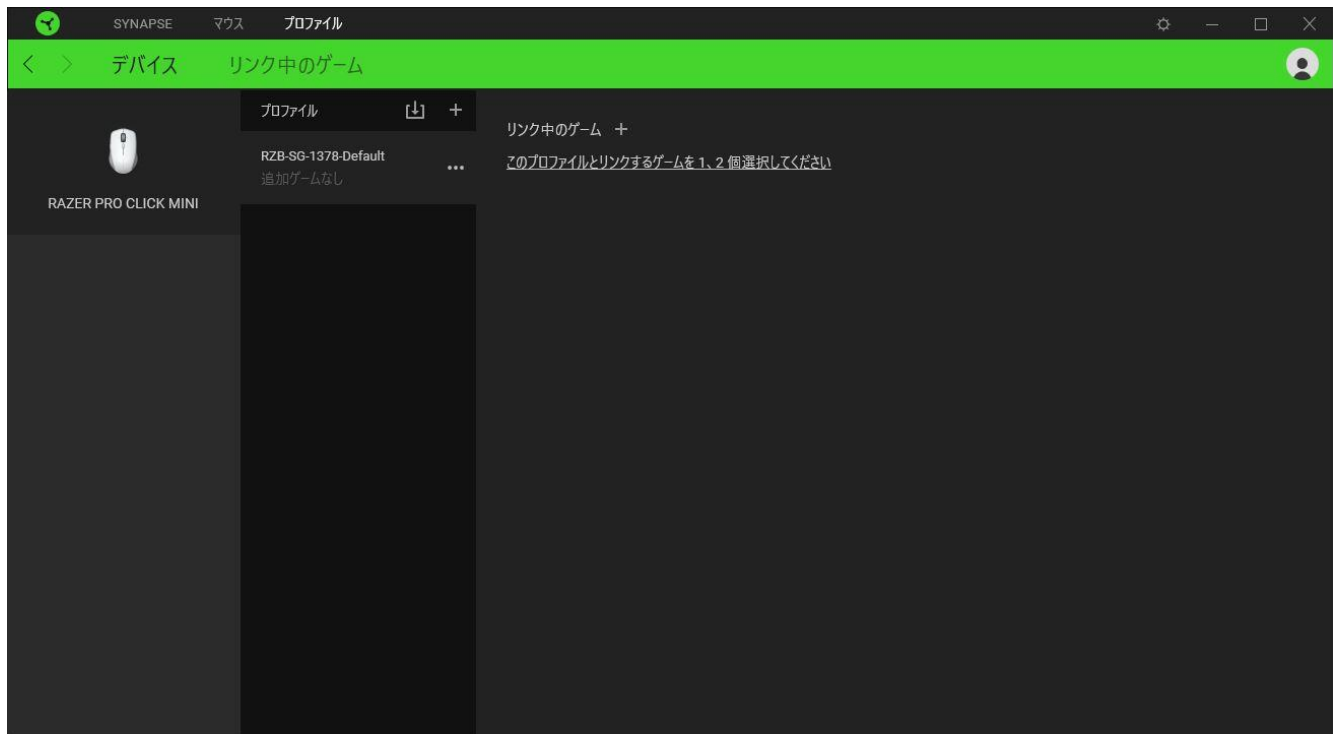 SYNAPSE マウス プロファイル
デバイス リンク中のゲーム
RAZER PRO CLICK MINI
プロファイル
RZB-SG-1378-Default
追加ゲームなし
リンク中のゲーム
このプロファイルとリンクするゲームを 1、2 個選択してください